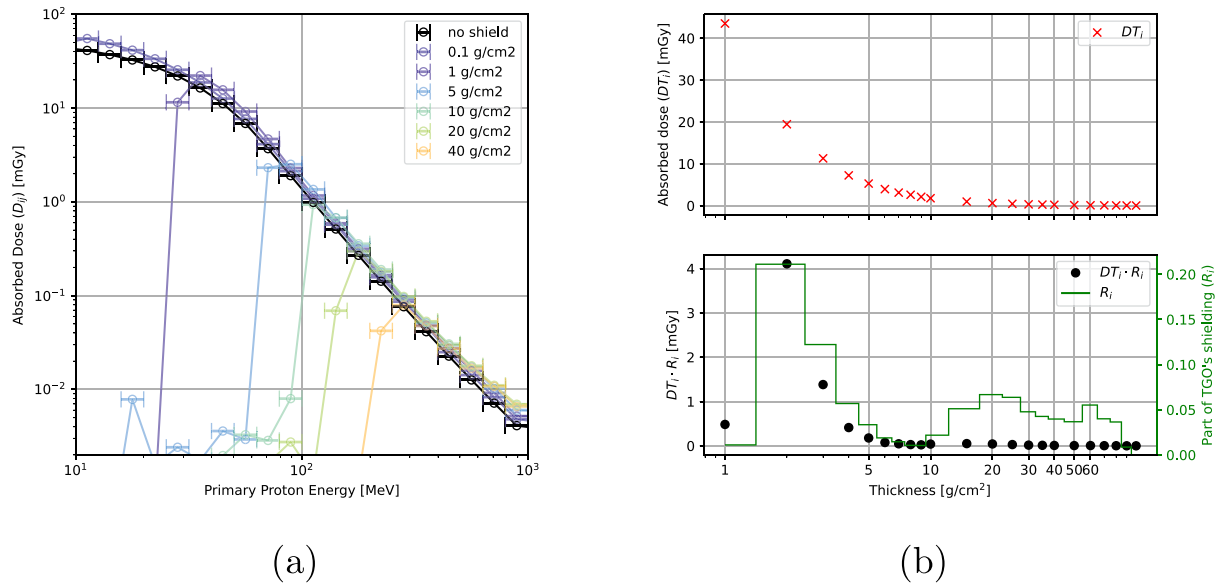 10²
10¹
10⁰
10⁻¹
10⁻²
Absorbed Dose (Dᵢⱼ) [mGy]
no shield
0.1 g/cm2
1 g/cm2
5 g/cm2
10 g/cm2
20 g/cm2
40 g/cm2
10¹ 10² 10³
Primary Proton Energy [MeV]
(a)
40
30
20
10
0
Absorbed dose (DTᵢ) [mGy]
DTᵢ
4
3
2
1
0
DTᵢ · Rᵢ [mGy]
DTᵢ · Rᵢ
Rᵢ
0.20
0.15
0.10
0.05
0.00
Part of TGO's shielding (Rᵢ)
1 2 3 4 5 10 20 30 40 50 60
Thickness [g/cm²]
(b)